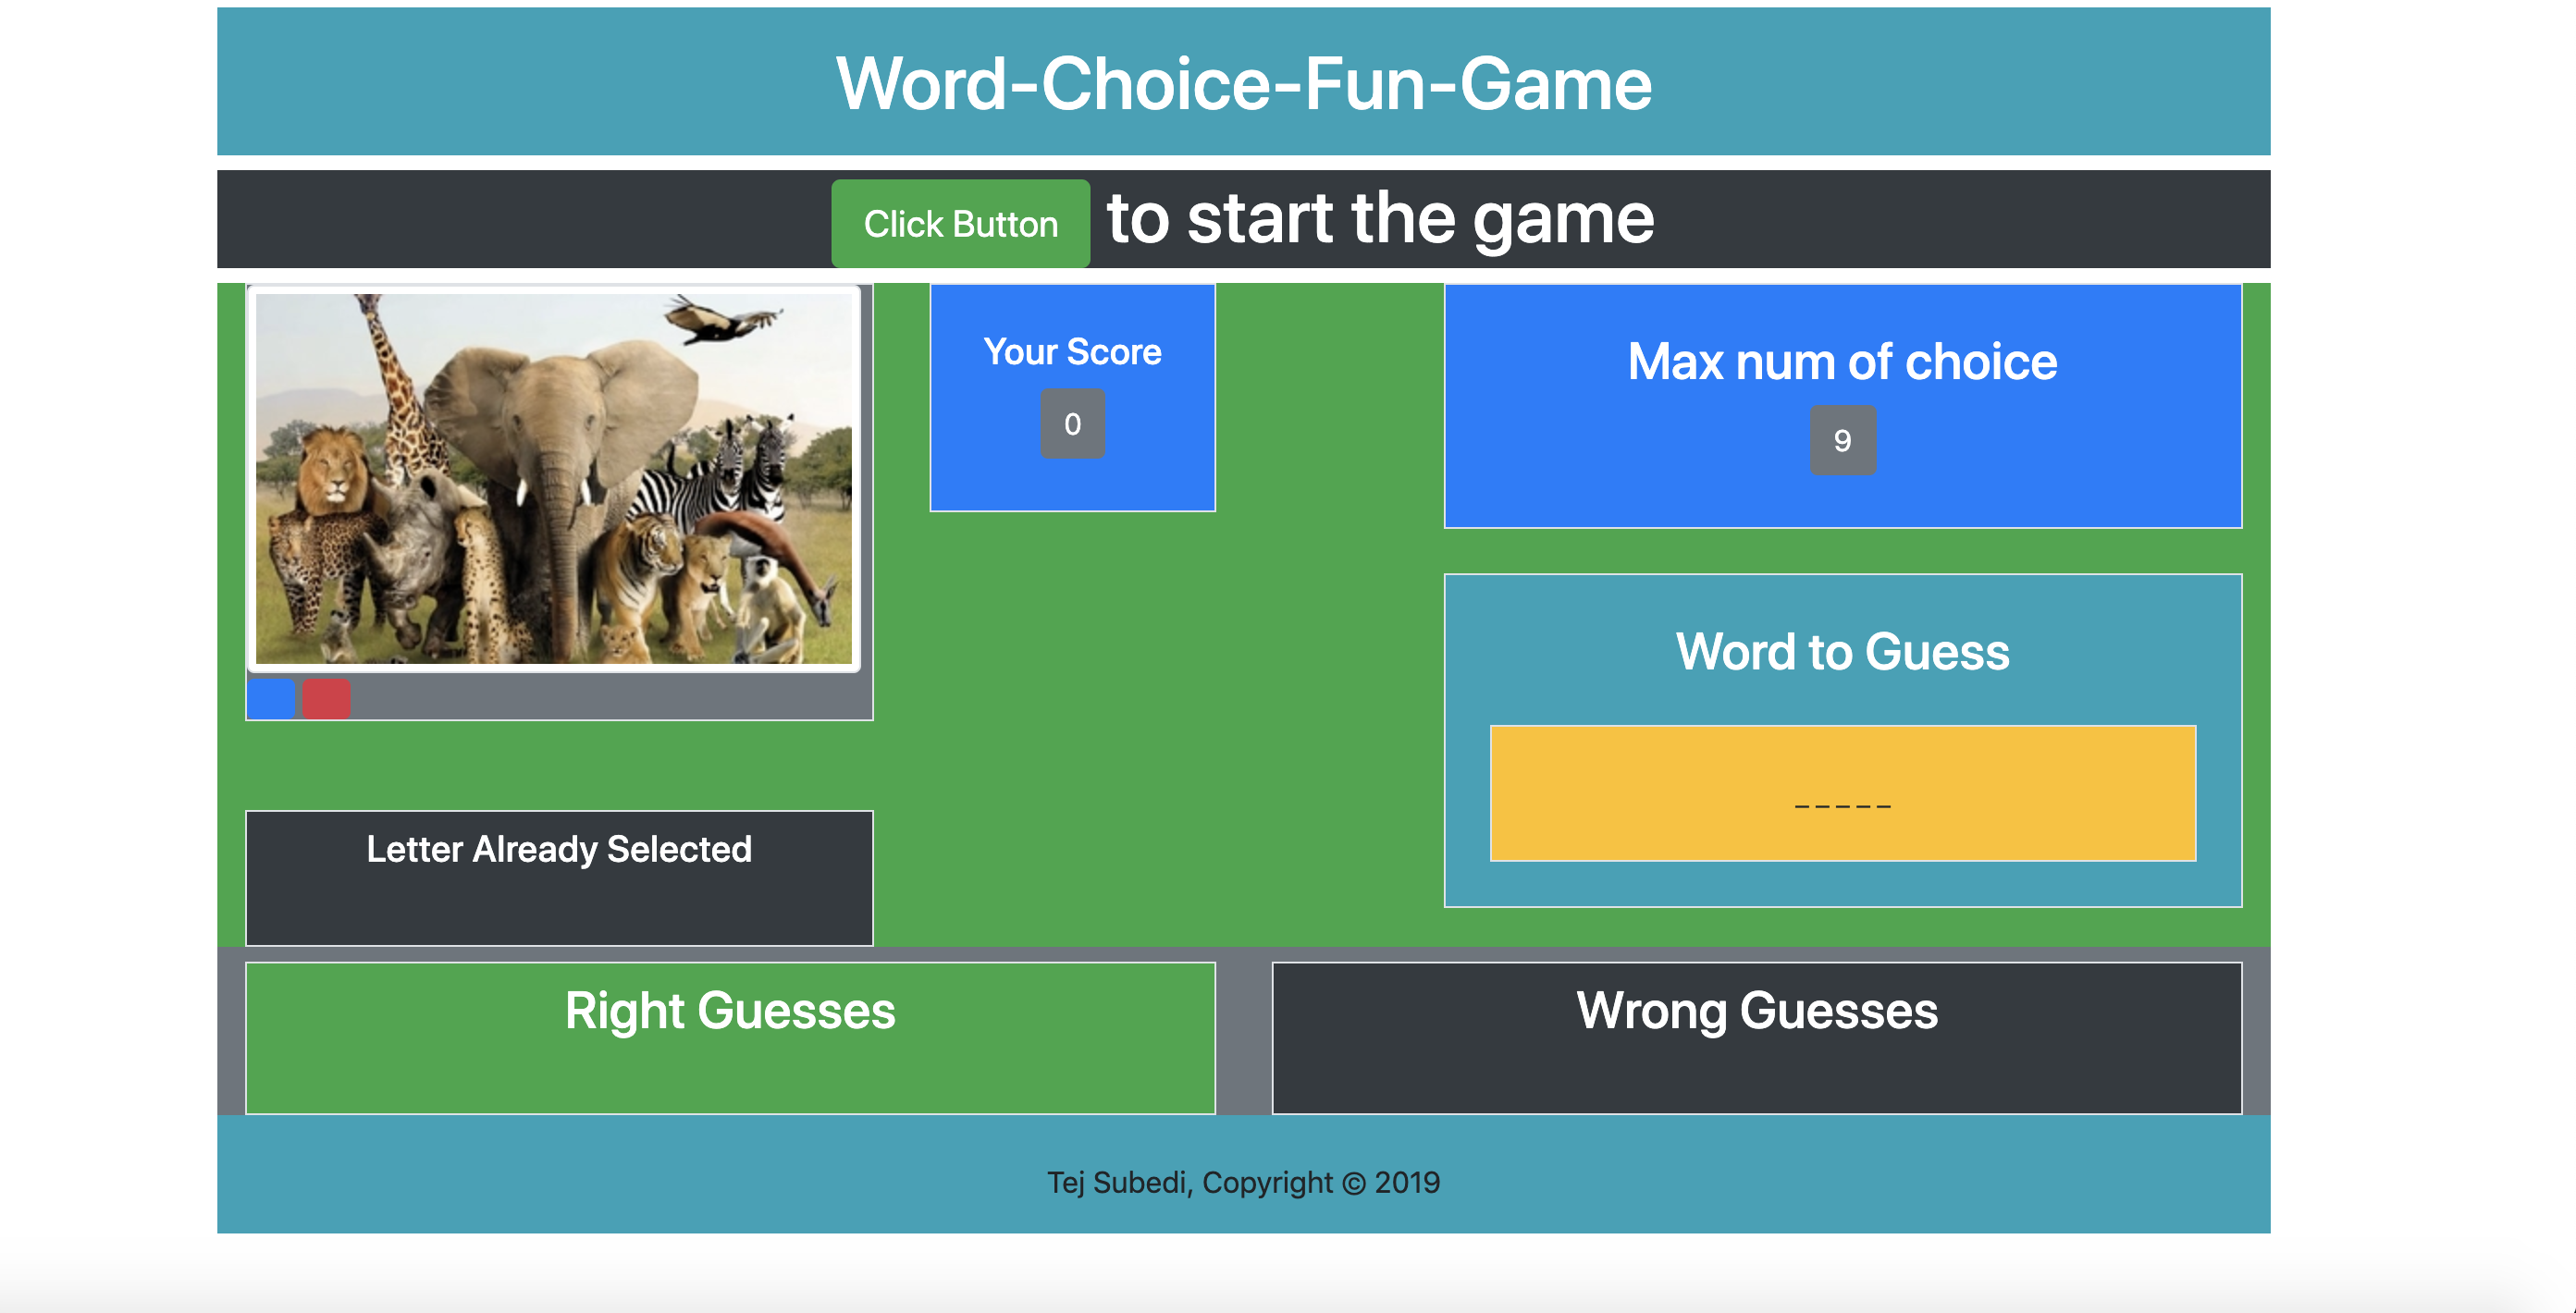 Word-Choice-Fun-Game
Click Button to start the game
Your Score
0
Max num of choice
9
Word to Guess
_ _ _ _ _
Letter Already Selected
Right Guesses
Wrong Guesses
Tej Subedi, Copyright © 2019